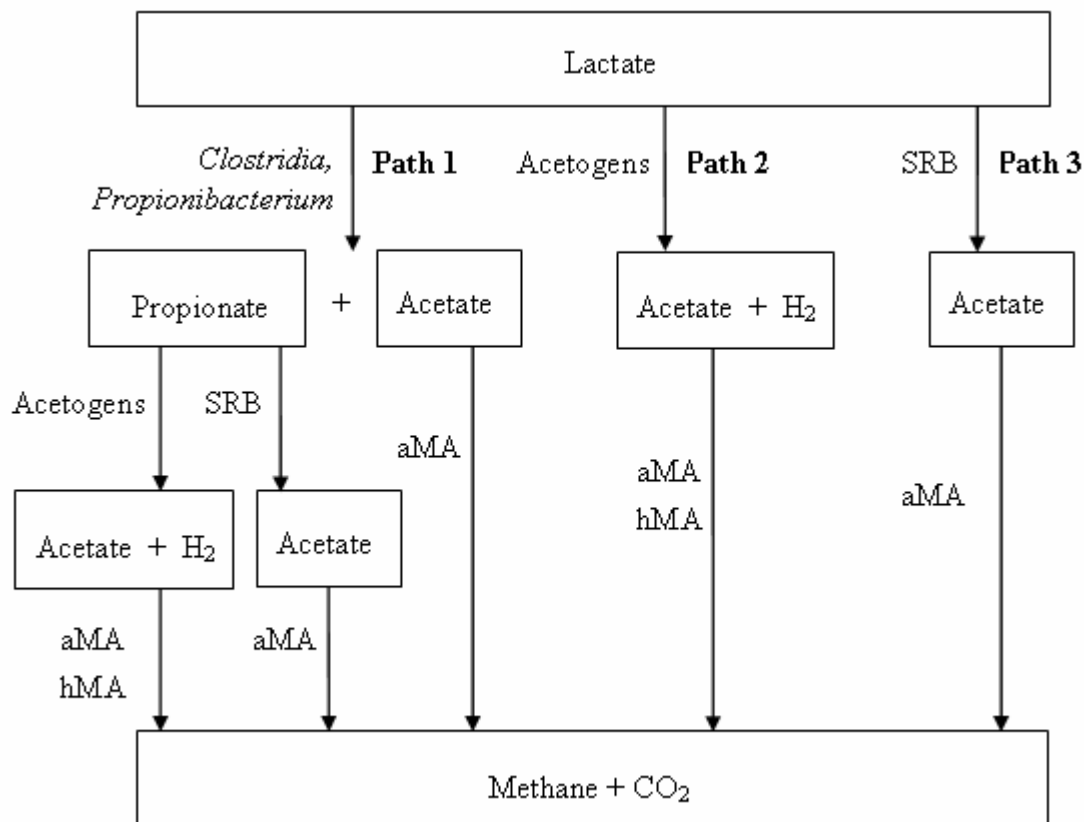 Lactate
Clostridia,
Propionibacterium
Path 1
Acetogens
Path 2
SRB
Path 3
Propionate
+
Acetate
Acetate + H₂
Acetate
Acetogens
SRB
aMA
aMA
hMA
aMA
Acetate + H₂
Acetate
aMA
hMA
aMA
Methane + CO₂